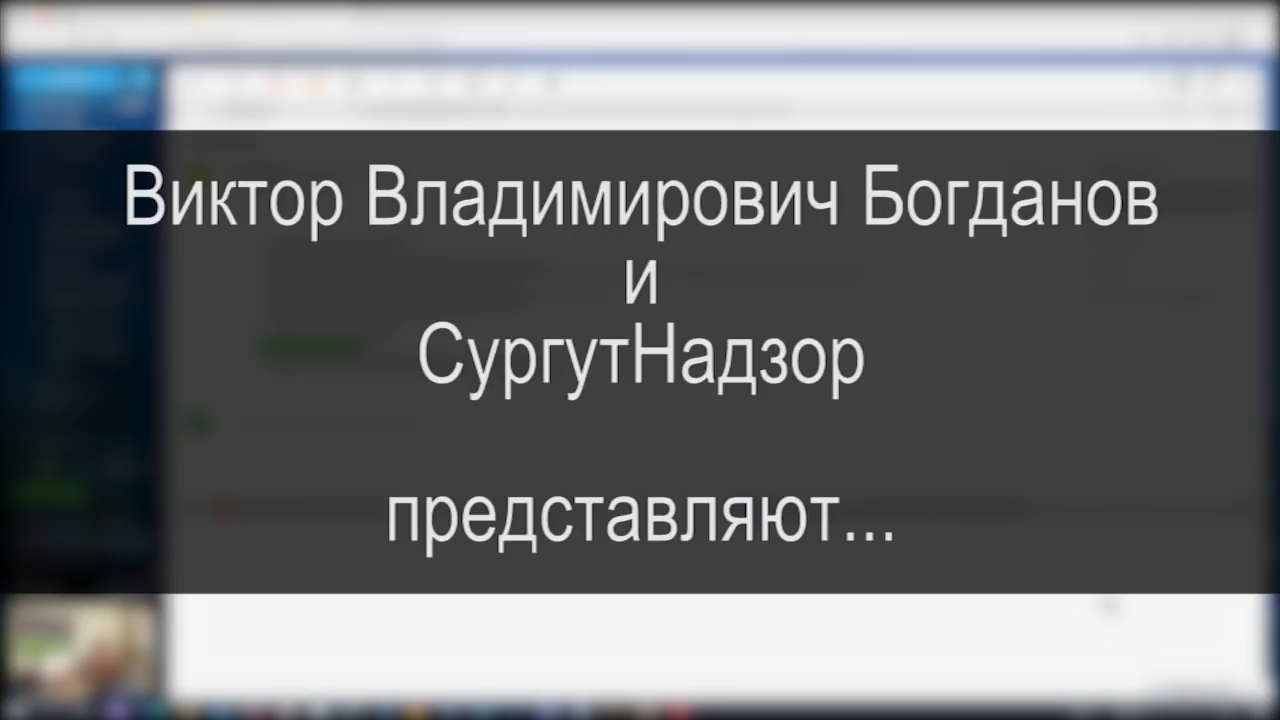 Виктор Владимирович Богданов
и
СургутНадзор
представляют...